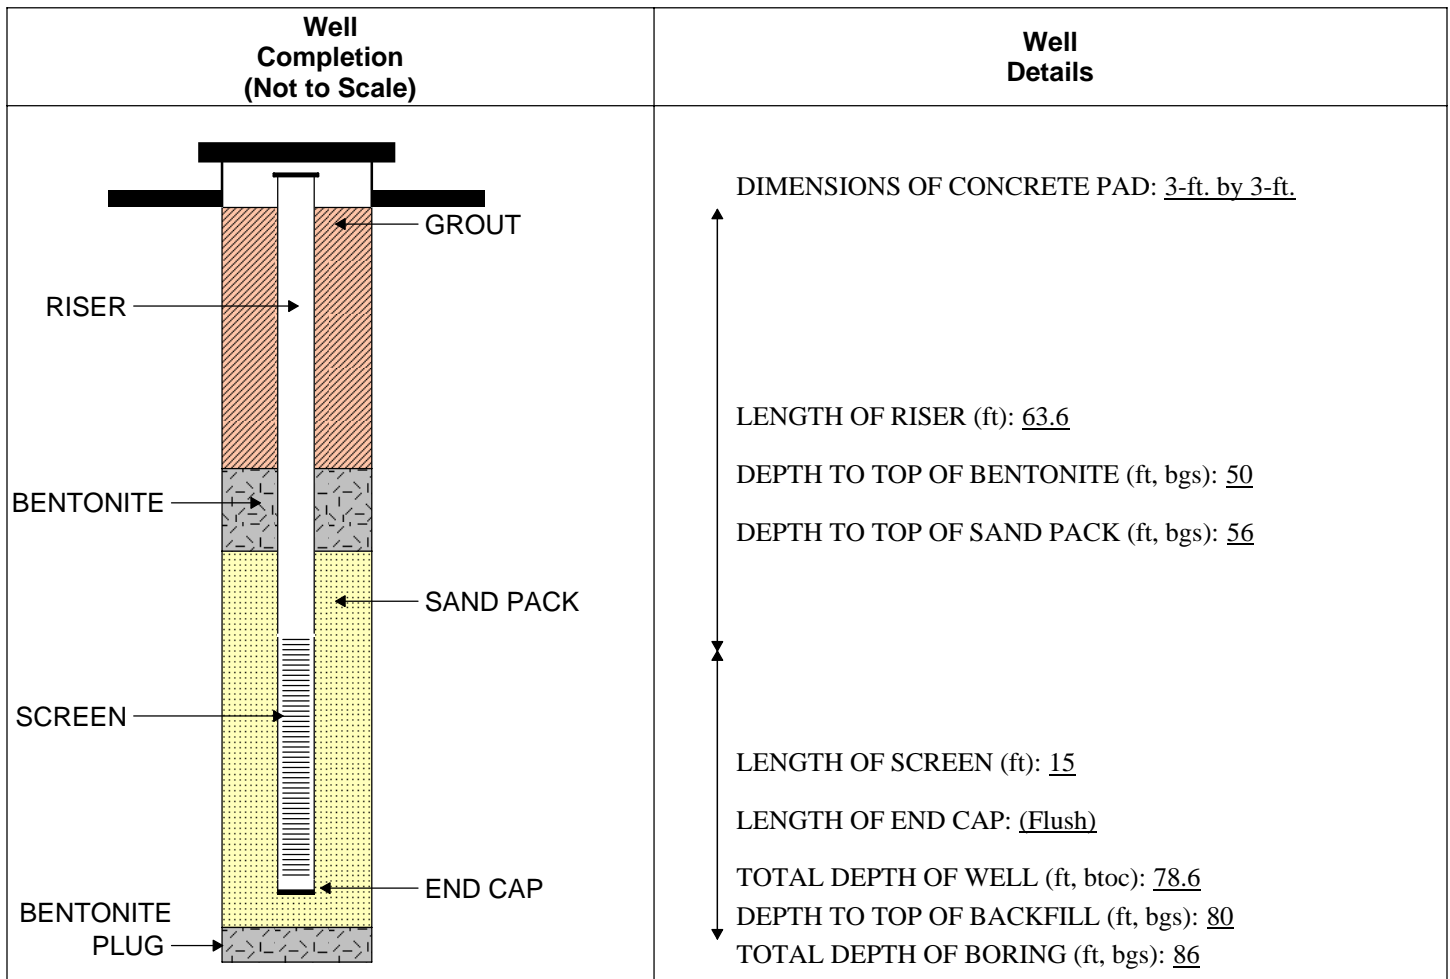 Well
Completion
(Not to Scale)
Well
Details
GROUT
RISER
BENTONITE
SAND PACK
SCREEN
END CAP
BENTONITE
PLUG
DIMENSIONS OF CONCRETE PAD: 3-ft. by 3-ft.
LENGTH OF RISER (ft): 63.6
DEPTH TO TOP OF BENTONITE (ft, bgs): 50
DEPTH TO TOP OF SAND PACK (ft, bgs): 56
LENGTH OF SCREEN (ft): 15
LENGTH OF END CAP: (Flush)
TOTAL DEPTH OF WELL (ft, btoc): 78.6
DEPTH TO TOP OF BACKFILL (ft, bgs): 80
TOTAL DEPTH OF BORING (ft, bgs): 86